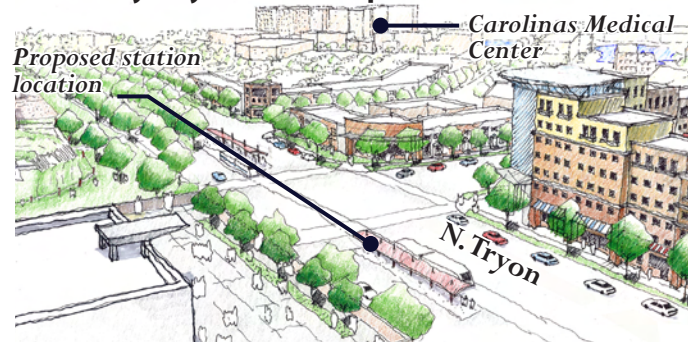 Carolinas Medical
Center
Proposed station
location
N. Tryon